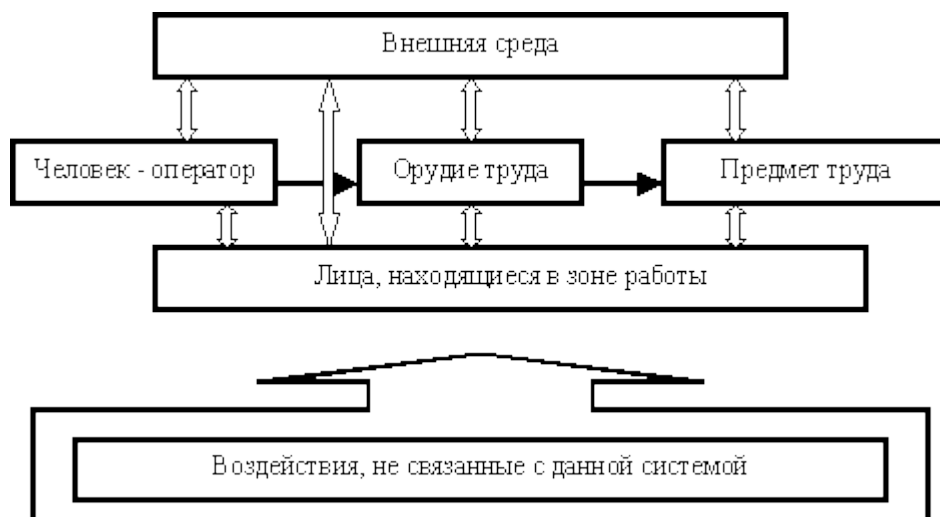 Внешняя среда
Человек - оператор
Орудие труда
Предмет труда
Лица, находящиеся в зоне работы
Воздействия, не связанные с данной системой